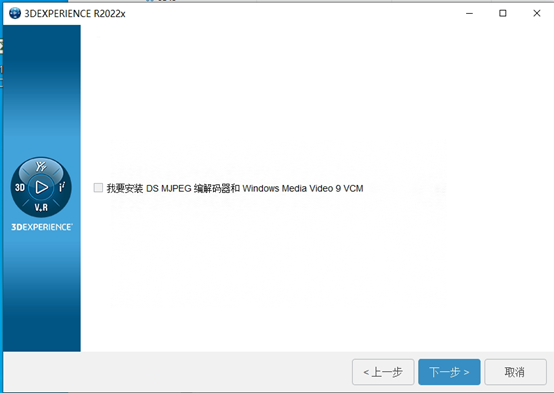 3DEXPERIENCE R2022x
3D
V.R
3DEXPERIENCE
我要安装 DS MJPEG 编解码器和 Windows Media Video 9 VCM
< 上一步
下一步 >
取消